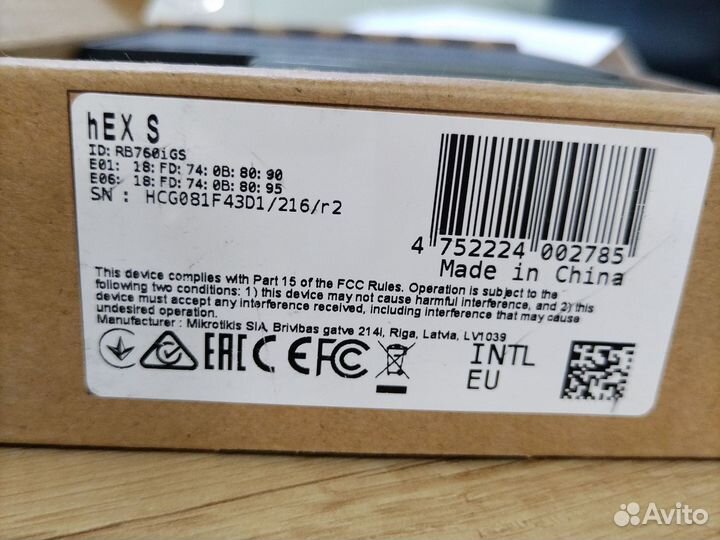 hEX S
ID: RB760iGS
E01: 18:FD:74:0B:80:90
E06: 18:FD:74:0B:80:95
SN : HCG081F43D1/216/r2
4 752224 002785
Made in China
This device complies with Part 15 of the FCC Rules. Operation is subject to the
following two conditions: 1) this device may not cause harmful interference, and 2) this
device must accept any interference received, including interference that may cause
undesired operation.
Manufacturer : Mikrotikls SIA, Brivibas gatve 214i, Riga, Latvia, LV1039
EAC CE FC
INTL
EU
Avito